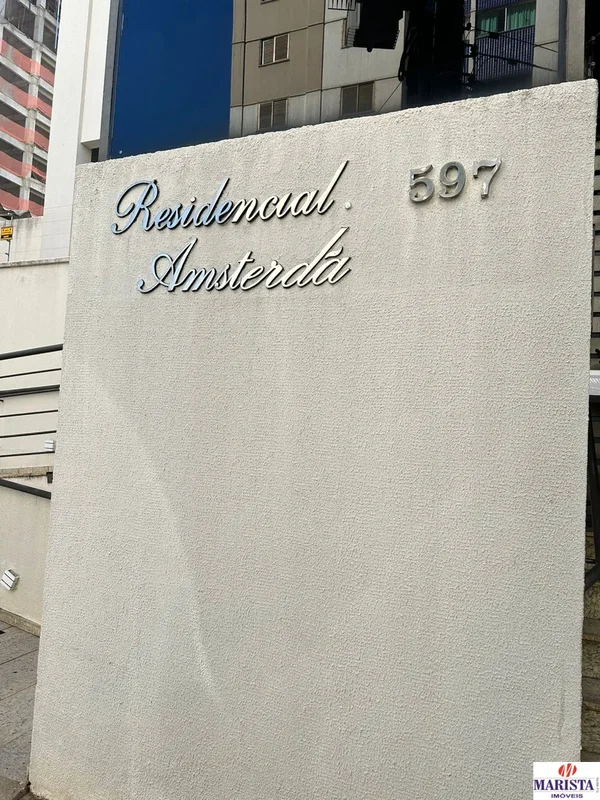 Residencial 597
Amsterdã
MARISTA
IMÓVEIS